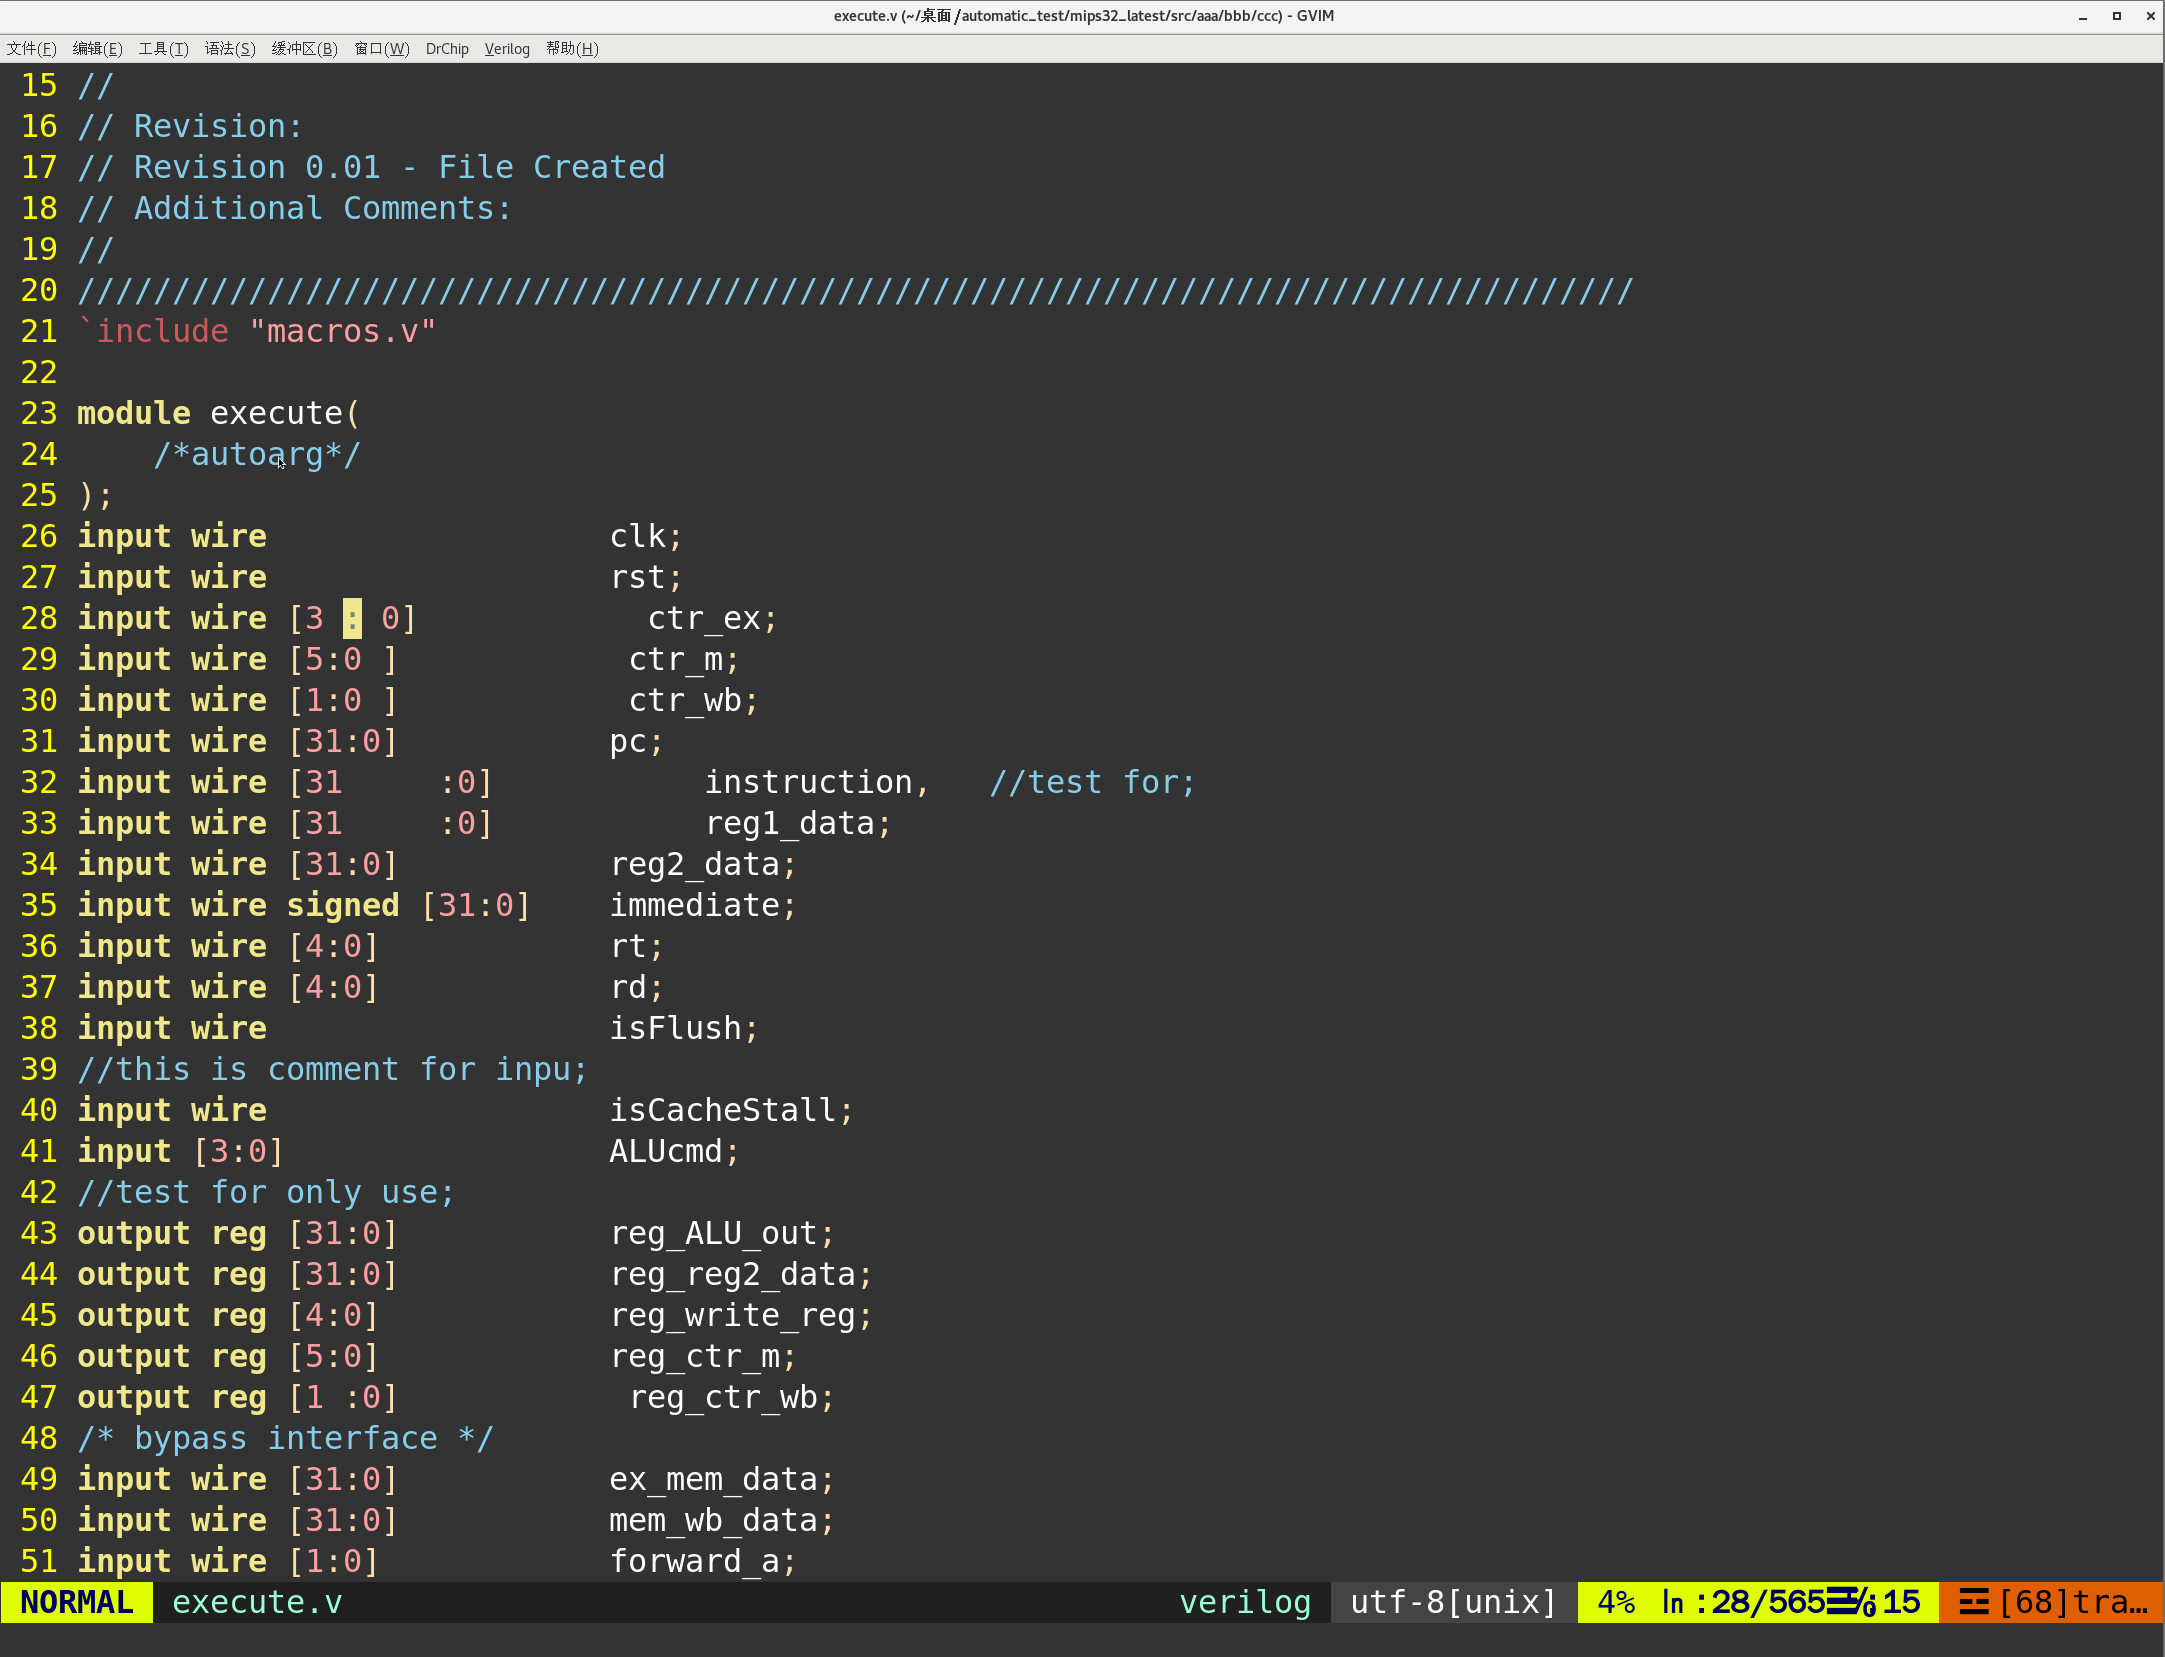 execute.v (~/桌面/automatic_test/mips32_latest/src/aaa/bbb/ccc) - GVIM
文件(F) 编辑(E) 工具(T) 语法(S) 缓冲区(B) 窗口(W) DrChip Verilog 帮助(H)
15 //
16 // Revision:
17 // Revision 0.01 - File Created
18 // Additional Comments:
19 //
20 //////////////////////////////////////////////////////////////////////////////////
21 `include "macros.v"
22
23 module execute(
24     /*autoarg*/
25 );
26 input wire                  clk;
27 input wire                  rst;
28 input wire [3 : 0]            ctr_ex;
29 input wire [5:0 ]            ctr_m;
30 input wire [1:0 ]            ctr_wb;
31 input wire [31:0]           pc;
32 input wire [31     :0]           instruction,   //test for;
33 input wire [31     :0]           reg1_data;
34 input wire [31:0]           reg2_data;
35 input wire signed [31:0]    immediate;
36 input wire [4:0]            rt;
37 input wire [4:0]            rd;
38 input wire                  isFlush;
39 //this is comment for inpu;
40 input wire                  isCacheStall;
41 input [3:0]                 ALUcmd;
42 //test for only use;
43 output reg [31:0]           reg_ALU_out;
44 output reg [31:0]           reg_reg2_data;
45 output reg [4:0]            reg_write_reg;
46 output reg [5:0]            reg_ctr_m;
47 output reg [1 :0]            reg_ctr_wb;
48 /* bypass interface */
49 input wire [31:0]           ex_mem_data;
50 input wire [31:0]           mem_wb_data;
51 input wire [1:0]            forward_a;
NORMAL execute.v verilog utf-8[unix] 4% ln :28/565 15 [68]tra…